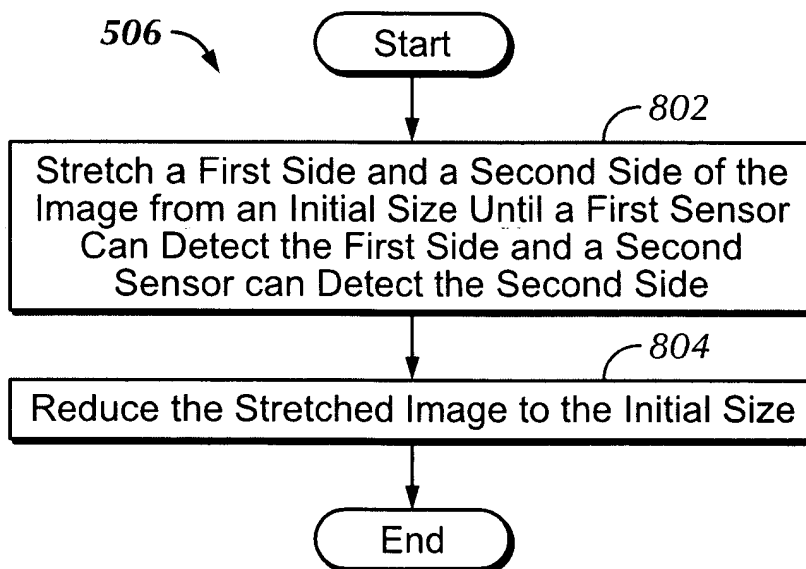 506
Start
802
Stretch a First Side and a Second Side of the
Image from an Initial Size Until a First Sensor
Can Detect the First Side and a Second
Sensor can Detect the Second Side
804
Reduce the Stretched Image to the Initial Size
End